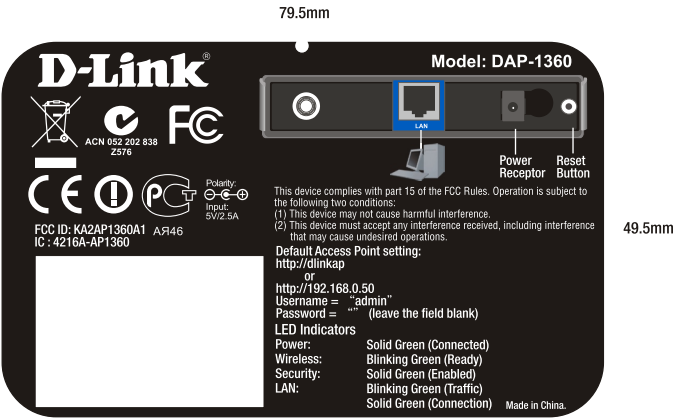 79.5mm
D-Link®
Model: DAP-1360
ACN 052 202 838
Z576
FC
LAN
Power
Receptor
Reset
Button
CE
Polarity:
Input:
5V/2.5A
FCC ID: KA2AP1360A1
АЯ46
IC : 4216A-AP1360
This device complies with part 15 of the FCC Rules. Operation is subject to
the following two conditions:
(1) This device may not cause harmful interference.
(2) This device must accept any interference received, including interference
that may cause undesired operations.
49.5mm
Default Access Point setting:
http://dlinkap
or
http://192.168.0.50
Username = “admin”
Password = “” (leave the field blank)
LED Indicators
Power: Solid Green (Connected)
Wireless: Blinking Green (Ready)
Security: Solid Green (Enabled)
LAN: Blinking Green (Traffic)
Solid Green (Connection) Made in China.